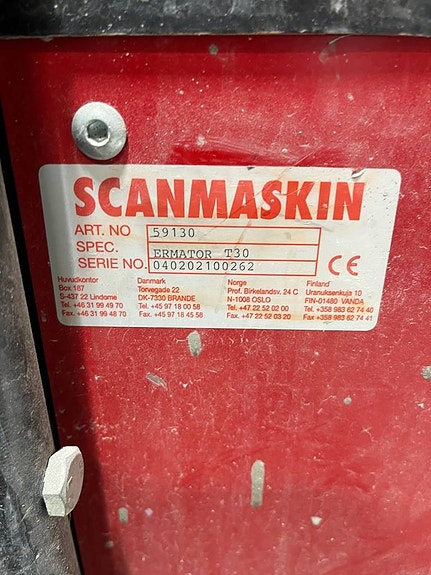 SCANMASKIN
ART. NO 59130
SPEC. ERMATOR T30
SERIE NO. 040202100262
CE
Huvudkontor Danmark Norge Finland
Box 187 Torvegade 22 Prof. Birkelandsv. 24 C Uranuksenkuja 10
S-437 22 Lindome DK-7330 BRANDE N-1008 OSLO FIN-01480 VANDA
Tel. +46 31 99 49 70 Tel. +45 97 18 00 58 Tel. +47 22 52 02 00 Tel. +358 983 62 74 40
Fax. +46 31 99 48 70 Fax. +45 97 18 45 58 Fax. +47 22 52 03 20 Fax +358 983 62 74 41